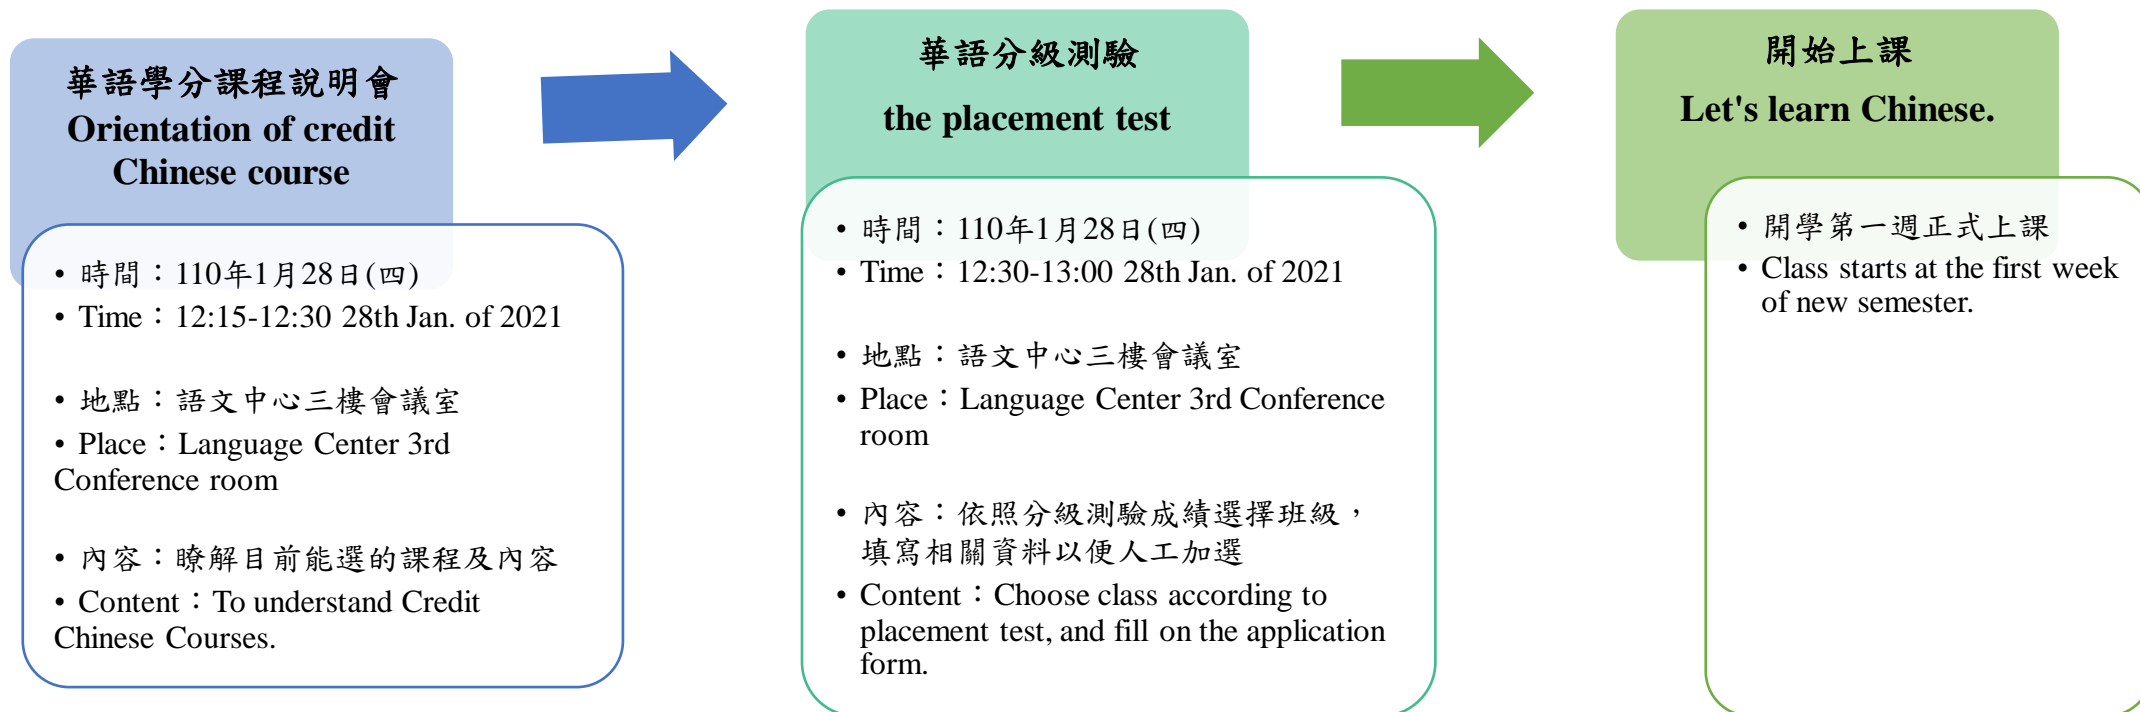 華語學分課程說明會
Orientation of credit
Chinese course
• 時間：110年1月28日(四)
• Time：12:15-12:30 28th Jan. of 2021
• 地點：語文中心三樓會議室
• Place：Language Center 3rd
Conference room
• 內容：瞭解目前能選的課程及內容
• Content：To understand Credit
Chinese Courses.
華語分級測驗
the placement test
• 時間：110年1月28日(四)
• Time：12:30-13:00 28th Jan. of 2021
• 地點：語文中心三樓會議室
• Place：Language Center 3rd Conference
room
• 內容：依照分級測驗成績選擇班級，
填寫相關資料以便人工加選
• Content：Choose class according to
placement test, and fill on the application
form.
開始上課
Let's learn Chinese.
• 開學第一週正式上課
• Class starts at the first week
of new semester.